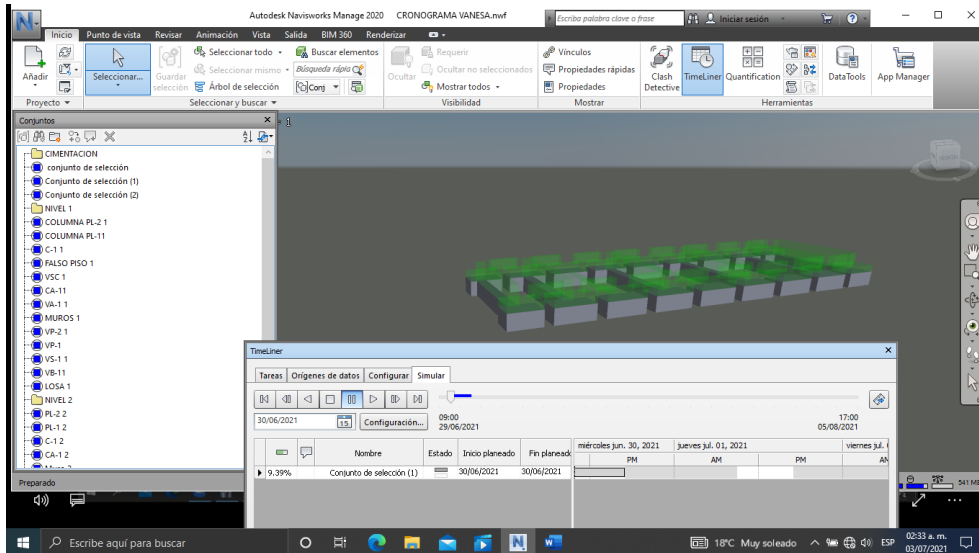 Autodesk Navisworks Manage 2020 CRONOGRAMA VANESA.nwf
Escriba palabra clave o frase
Iniciar sesión
Inicio Punto de vista Revisar Animación Vista Salida BIM 360 Renderizar
Añadir
Seleccionar...
Guardar selección
Seleccionar todo
Seleccionar mismo
Árbol de selección
Buscar elementos
Búsqueda rápid
Conj
Ocultar
Requerir
Ocultar no seleccionados
Mostrar todos
Vínculos
Propiedades rápidas
Propiedades
Clash Detective
TimeLiner
Quantification
DataTools
App Manager
Proyecto Seleccionar y buscar Visibilidad Mostrar Herramientas
Conjuntos
CIMENTACION
conjunto de selección
Conjunto de selección (1)
Conjunto de selección (2)
NIVEL 1
COLUMNA PL-2 1
COLUMNA PL-11
C-1 1
FALSO PISO 1
VSC 1
CA-11
VA-1 1
MUROS 1
VP-2 1
VP-1
VS-1 1
VB-11
LOSA 1
NIVEL 2
PL-2 2
PL-1 2
C-1 2
CA-1 2
Preparado
TimeLiner
Tareas Orígenes de datos Configurar Simular
30/06/2021
15
Configuración...
09:00
29/06/2021
17:00
05/08/2021
Nombre Estado Inicio planeado Fin planeado
miércoles jun. 30, 2021 jueves jul. 01, 2021 viernes jul.
PM AM PM AM
9.39% Conjunto de selección (1) 30/06/2021 30/06/2021
541 ME
Escribe aquí para buscar
18°C Muy soleado
ESP
02:33 a. m.
03/07/2021